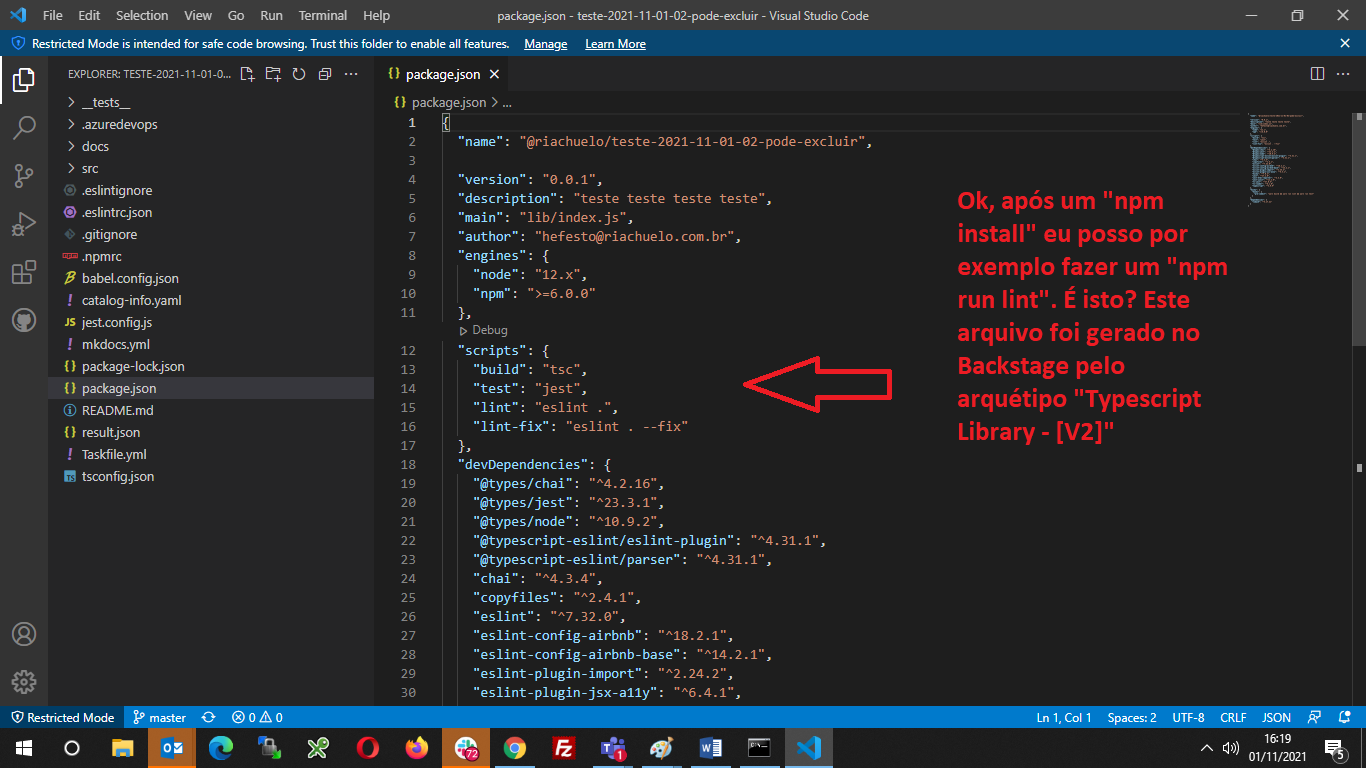 File Edit Selection View Go Run Terminal Help package.json - teste-2021-11-01-02-pode-excluir - Visual Studio Code
Restricted Mode is intended for safe code browsing. Trust this folder to enable all features. Manage Learn More
EXPLORER: TESTE-2021-11-01-0...
__tests__
.azuredevops
docs
src
.eslintignore
.eslintrc.json
.gitignore
.npmrc
babel.config.json
catalog-info.yaml
jest.config.js
mkdocs.yml
package-lock.json
package.json
README.md
result.json
Taskfile.yml
tsconfig.json
package.json
package.json > ...
1 {
2 "name": "@riachuelo/teste-2021-11-01-02-pode-excluir",
3
4 "version": "0.0.1",
5 "description": "teste teste teste teste",
6 "main": "lib/index.js",
7 "author": "hefesto@riachuelo.com.br",
8 "engines": {
9 "node": "12.x",
10 "npm": ">=6.0.0"
11 },
Debug
12 "scripts": {
13 "build": "tsc",
14 "test": "jest",
15 "lint": "eslint .",
16 "lint-fix": "eslint . --fix"
17 },
18 "devDependencies": {
19 "@types/chai": "^4.2.16",
20 "@types/jest": "^23.3.1",
21 "@types/node": "^10.9.2",
22 "@typescript-eslint/eslint-plugin": "^4.31.1",
23 "@typescript-eslint/parser": "^4.31.1",
24 "chai": "^4.3.4",
25 "copyfiles": "^2.4.1",
26 "eslint": "^7.32.0",
27 "eslint-config-airbnb": "^18.2.1",
28 "eslint-config-airbnb-base": "^14.2.1",
29 "eslint-plugin-import": "^2.24.2",
30 "eslint-plugin-jsx-a11y": "^6.4.1",
Ok, após um "npm
install" eu posso por
exemplo fazer um "npm
run lint". É isto? Este
arquivo foi gerado no
Backstage pelo
arquétipo "Typescript
Library - [V2]"
Restricted Mode master 0 0 Ln 1, Col 1 Spaces: 2 UTF-8 CRLF JSON
72
1
16:19
01/11/2021
5